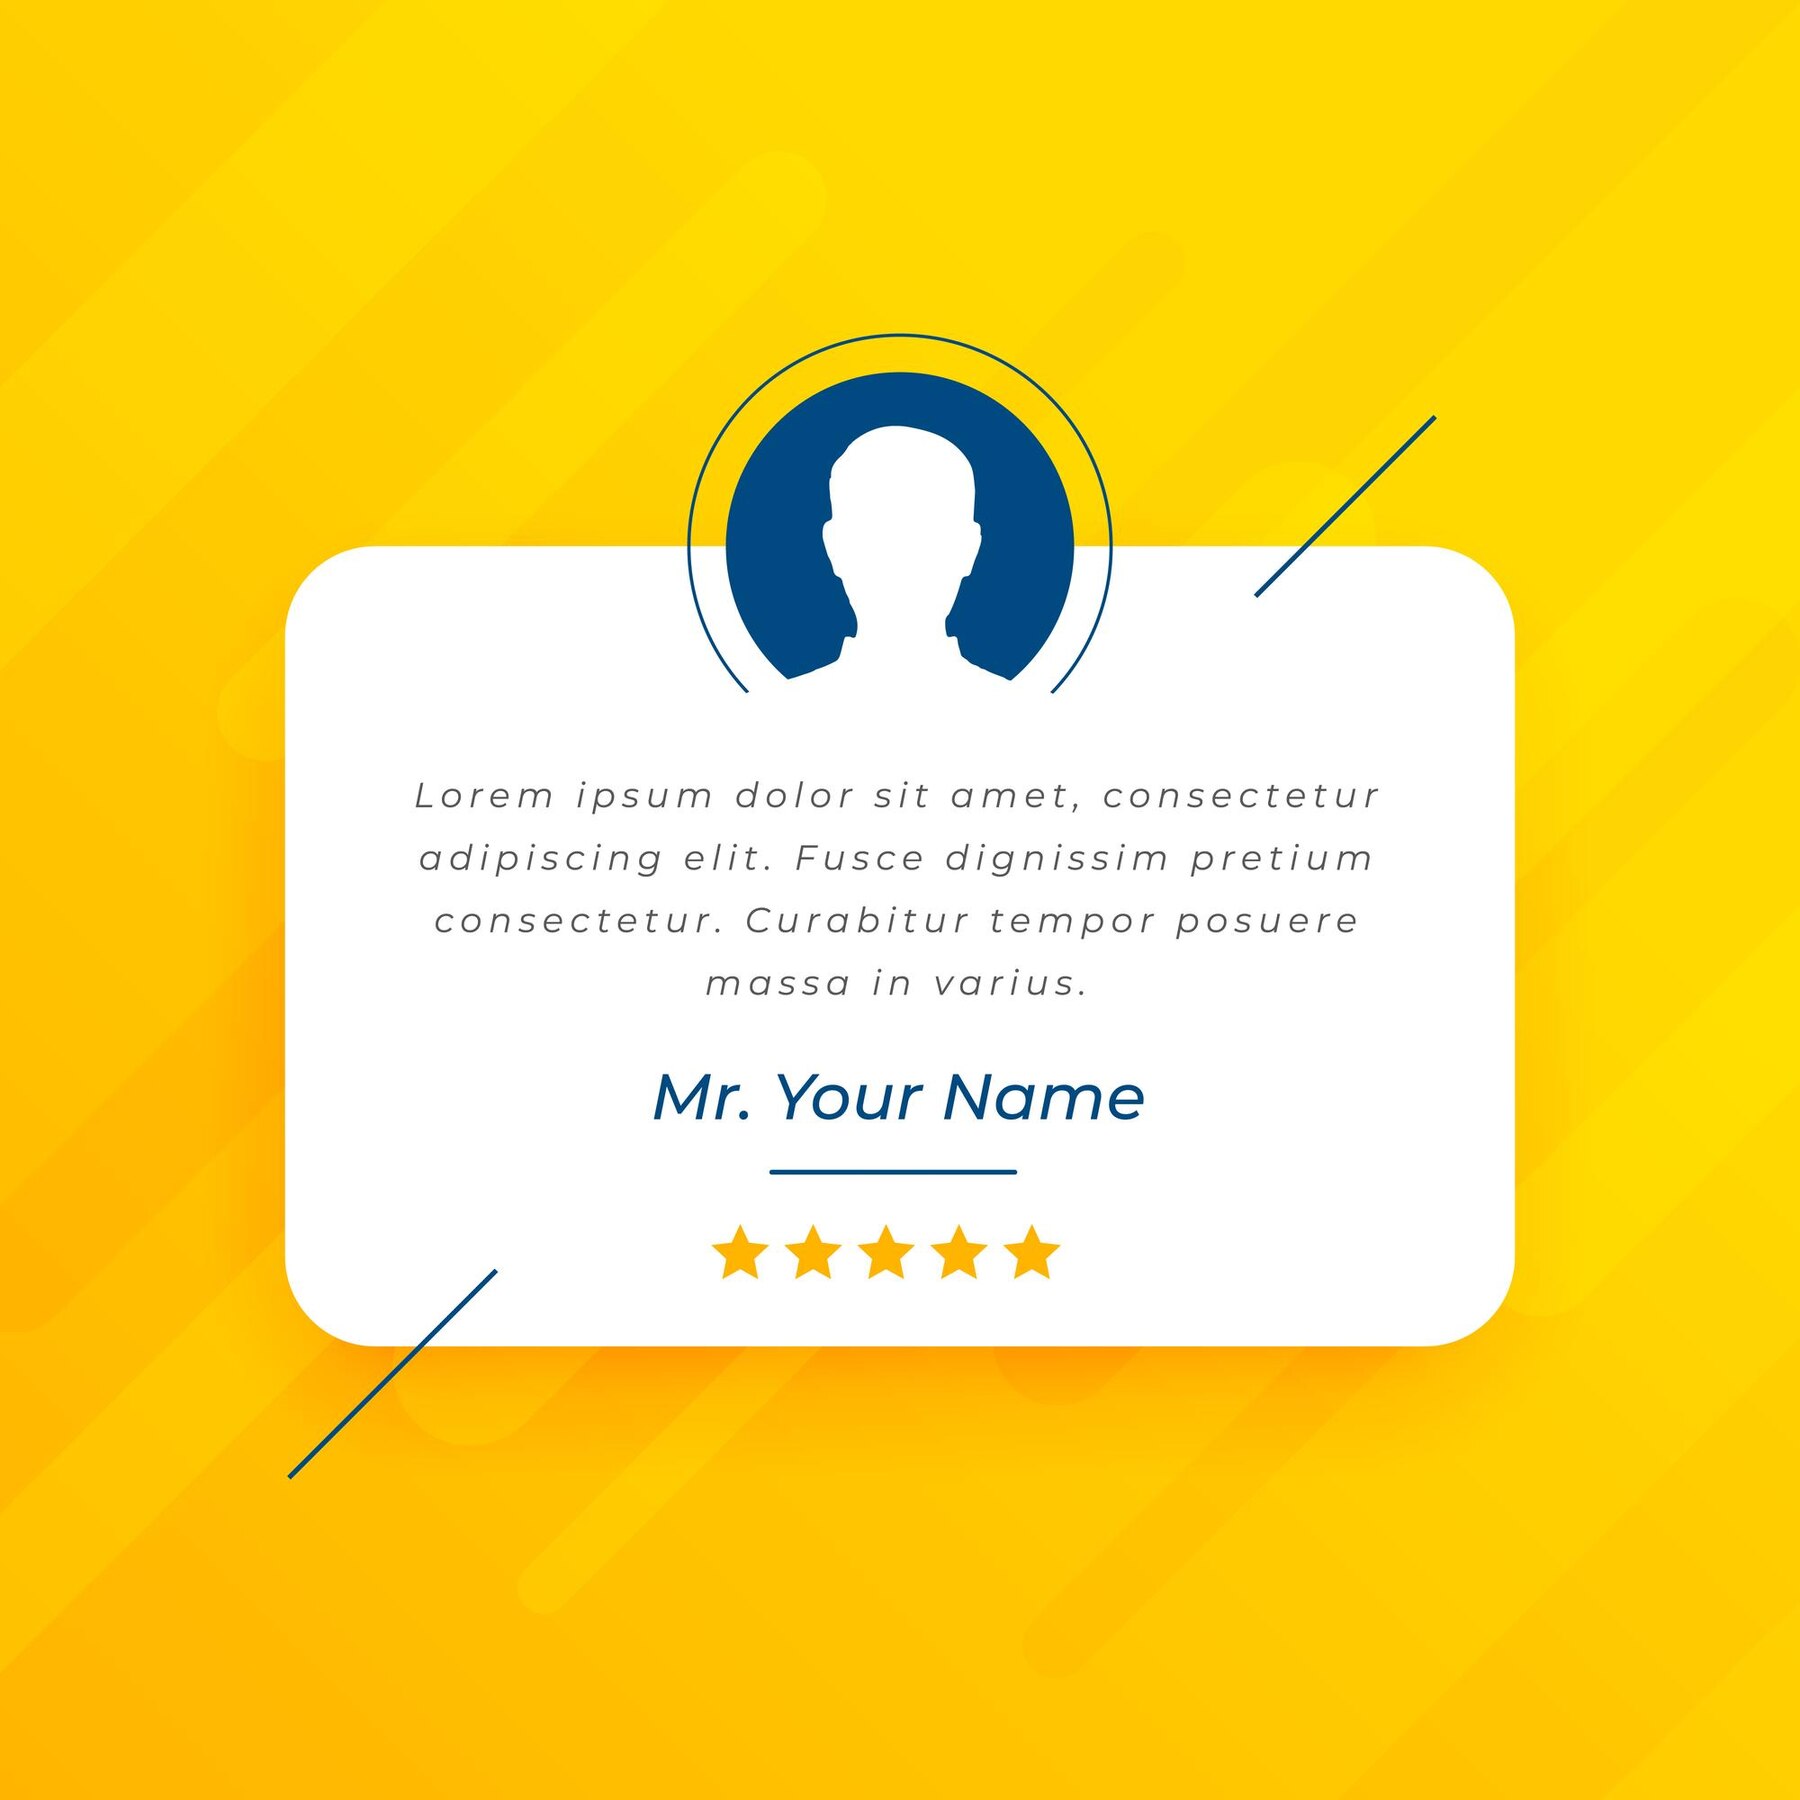 Lorem ipsum dolor sit amet, consectetur
adipiscing elit. Fusce dignissim pretium
consectetur. Curabitur tempor posuere
massa in varius.
Mr. Your Name